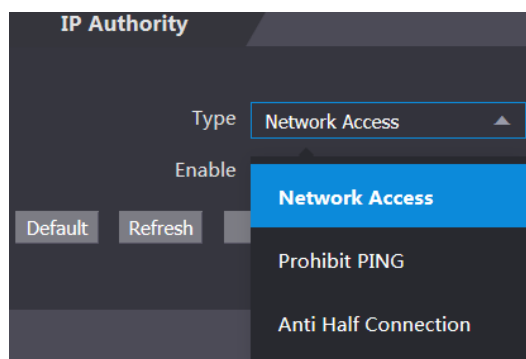 IP Authority
Type Network Access
Enable
Network Access
Default Refresh
Prohibit PING
Anti Half Connection